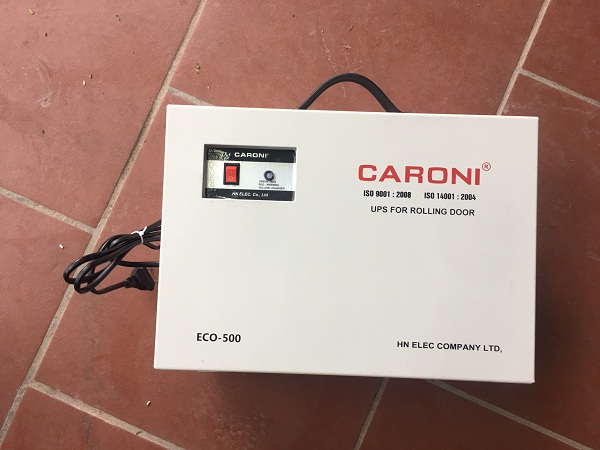 CARONI
HN ELEC. Co., Ltd
CARONI®
ISO 9001 : 2008 ISO 14001 : 2004
UPS FOR ROLLING DOOR
ECO-500
HN ELEC COMPANY LTD,